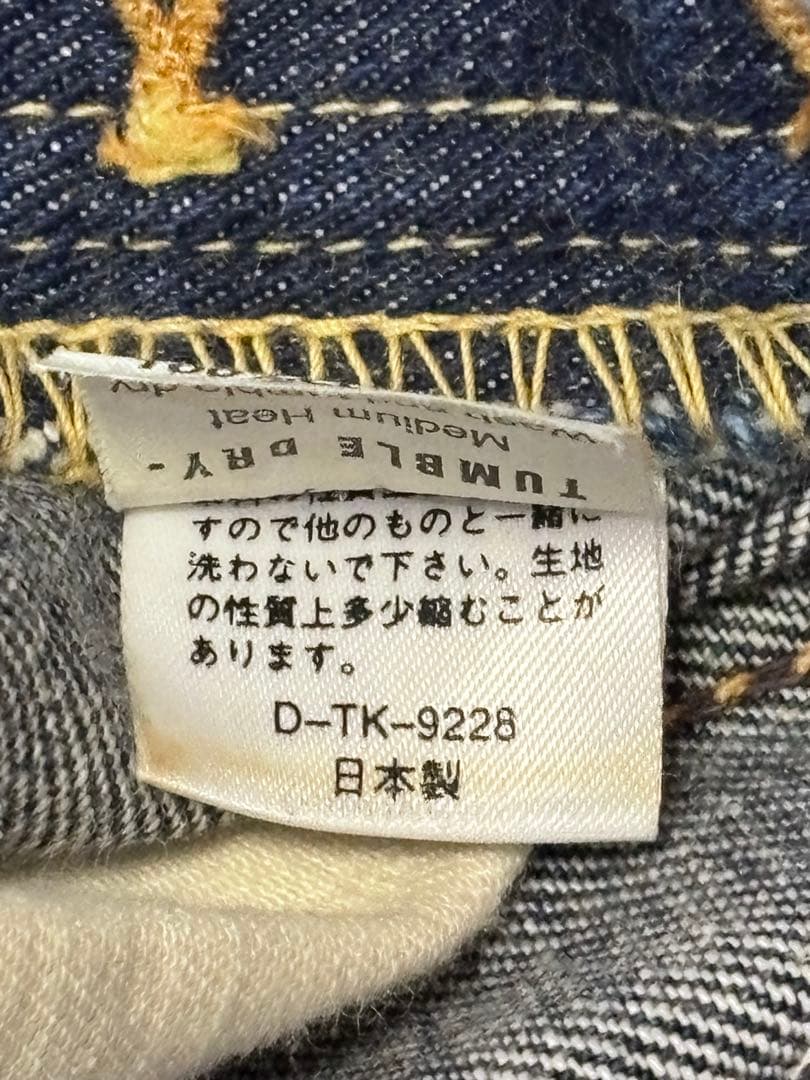 TUMBLE DRY-
Medium Heat
すので他のものと一緒に
洗わないで下さい。生地
の性質上多少縮むことが
あります。
D-TK-9228
日本製